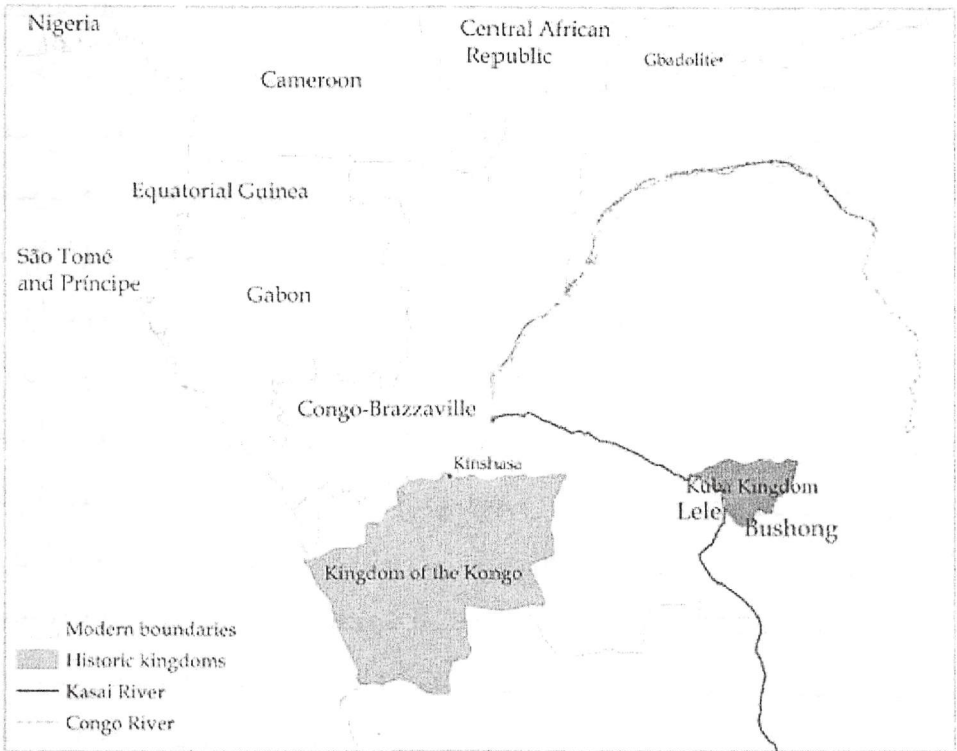 Nigeria
Central African
Republic
Gbadolite
Cameroon
Equatorial Guinea
São Tomé
and Príncipe
Gabon
Congo-Brazzaville
Kinshasa
Kuba Kingdom
Lele
Bushong
Kingdom of the Kongo
Modern boundaries
Historic kingdoms
Kasai River
Congo River